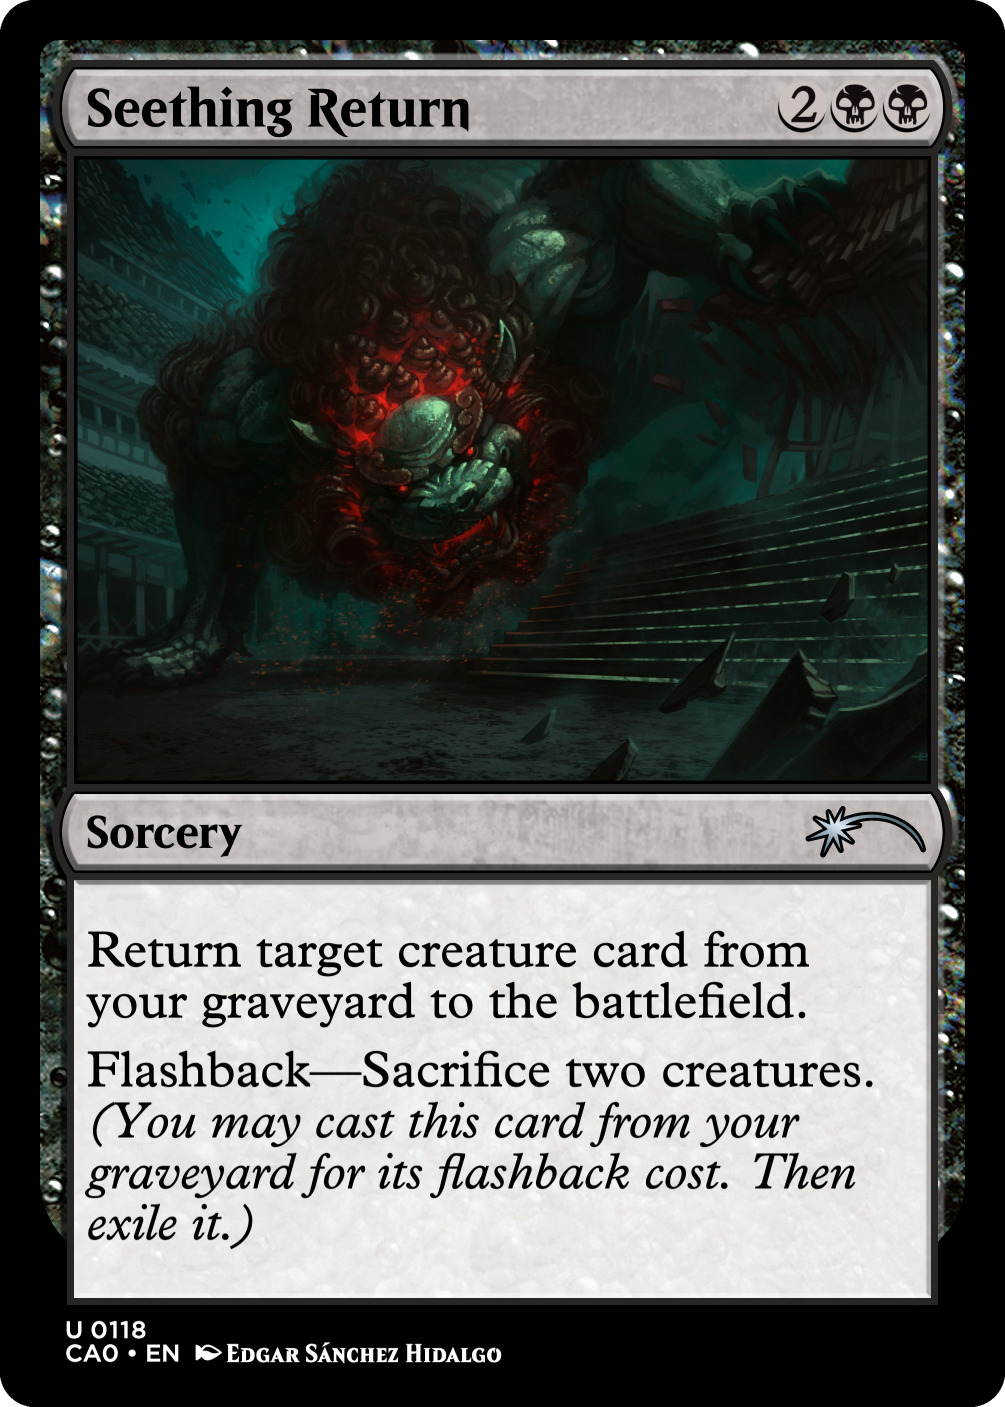 Seething Return 2
Sorcery
Return target creature card from
your graveyard to the battlefield.
Flashback—Sacrifice two creatures.
(You may cast this card from your
graveyard for its flashback cost. Then
exile it.)
U 0118
CAO • EN Edgar Sánchez Hidalgo